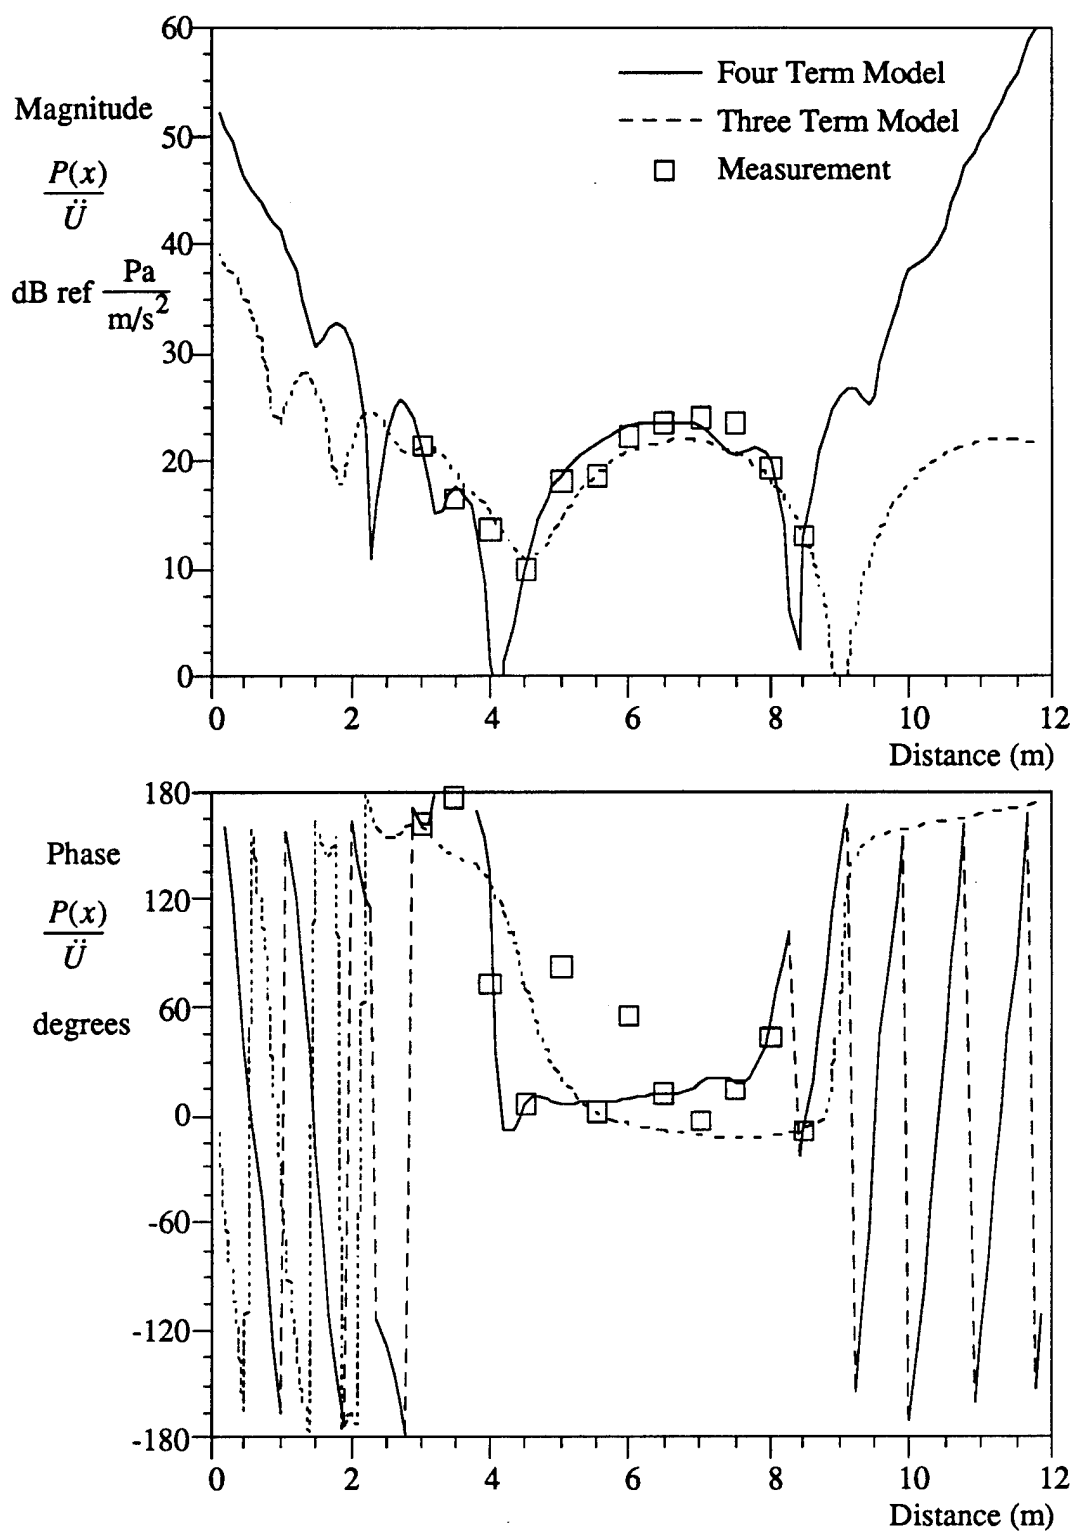 60
Four Term Model
Magnitude
Three Term Model
50
Measurement
P(x)
Ü
40
dB ref Pa
m/s2
30
20
10
0
0 2 4 6 8 10 12
Distance (m)
180
Phase
120
P(x)
Ü
60
degrees
0
-60
-120
-180
0 2 4 6 8 10 12
Distance (m)